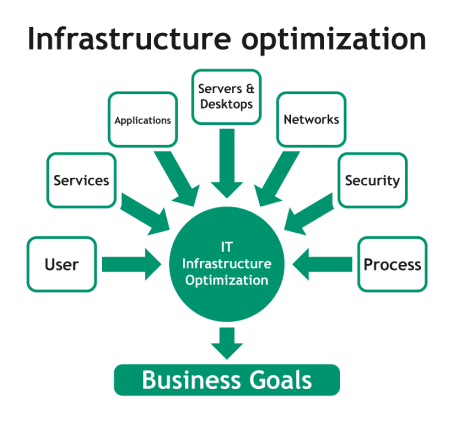 Infrastructure optimization
Servers &
Desktops
Applications
Networks
Services
Security
User
IT
Infrastructure
Optimization
Process
Business Goals